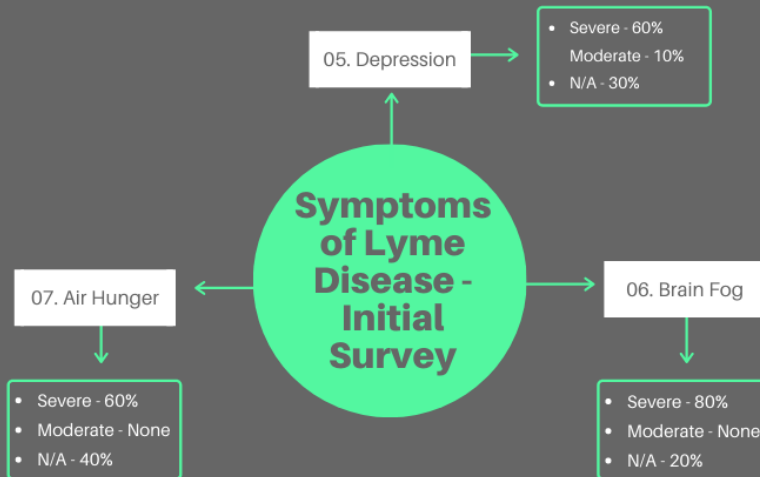 05. Depression
• Severe - 60%
Moderate - 10%
• N/A - 30%
Symptoms
of Lyme
Disease -
Initial
Survey
07. Air Hunger
• Severe - 60%
• Moderate - None
• N/A - 40%
06. Brain Fog
• Severe - 80%
• Moderate - None
• N/A - 20%